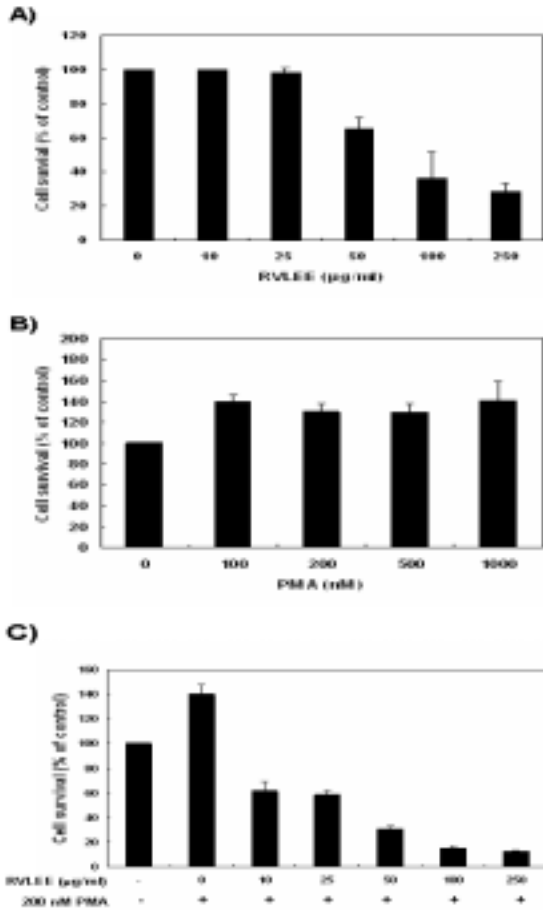 A)
Cell survial (% of control)
120
100
80
60
40
20
0
0 10 25 50 100 250
RVLEE (μg/ml)
B)
Cell survival (% of control)
200
180
160
140
120
100
80
60
40
20
0
0 100 200 500 1000
PMA (nM)
C)
Cell survival (% of control)
160
140
120
100
80
60
40
20
0
RVLEE (μg/ml) - 0 10 25 50 100 250
200 nM PMA - + + + + + +